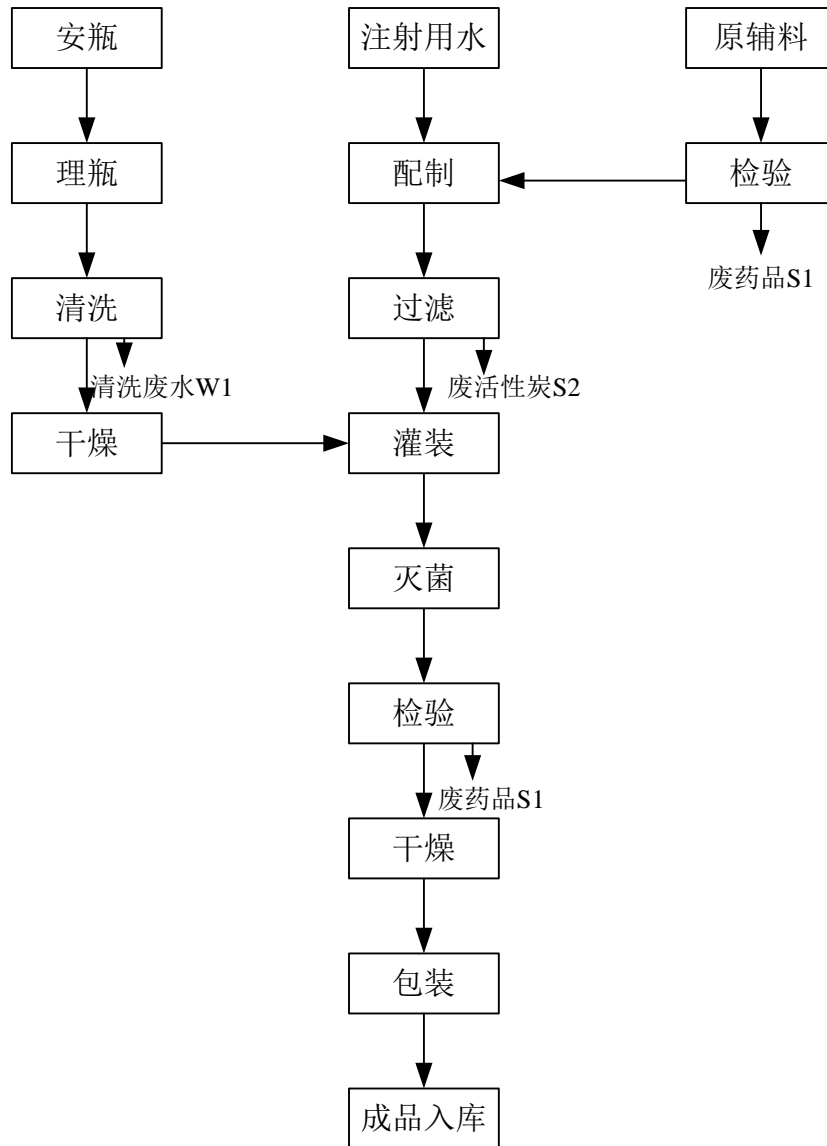 安瓶
注射用水
原辅料
理瓶
配制
检验
废药品S1
清洗
过滤
清洗废水W1
废活性炭S2
干燥
灌装
灭菌
检验
废药品S1
干燥
包装
成品入库